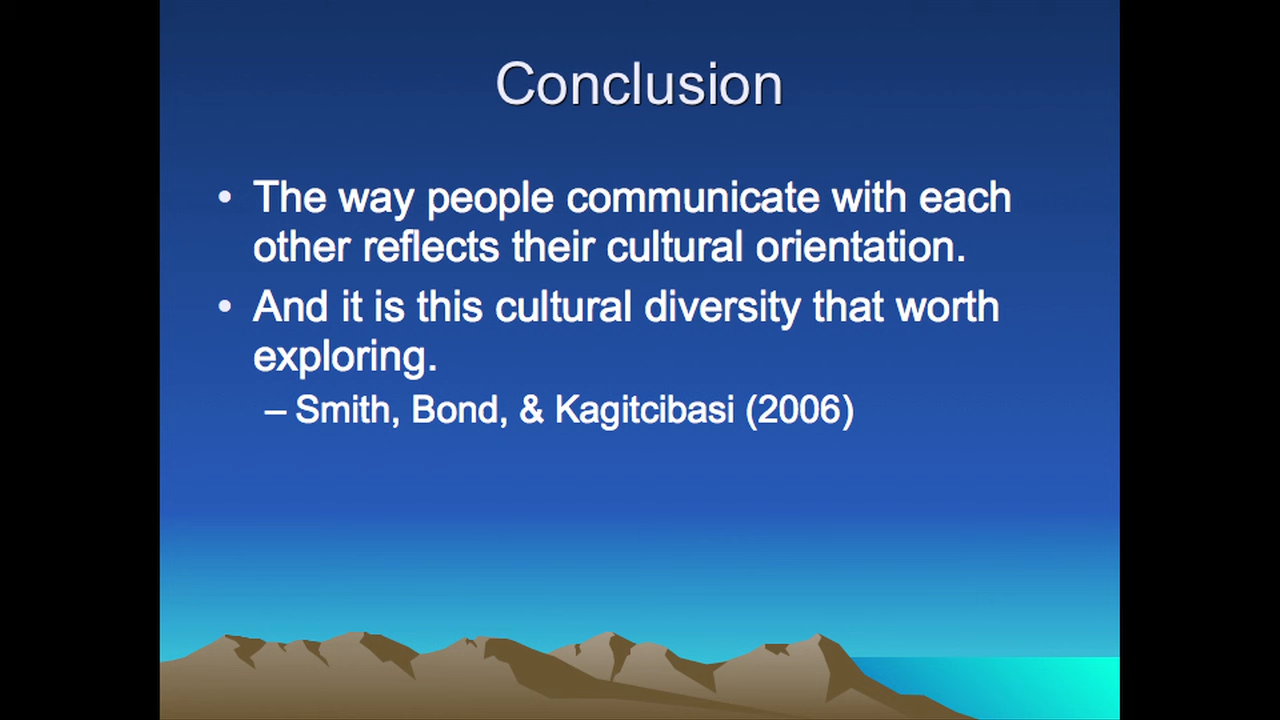 Conclusion
• The way people communicate with each
other reflects their cultural orientation.
• And it is this cultural diversity that worth
exploring.
– Smith, Bond, & Kagitcibasi (2006)